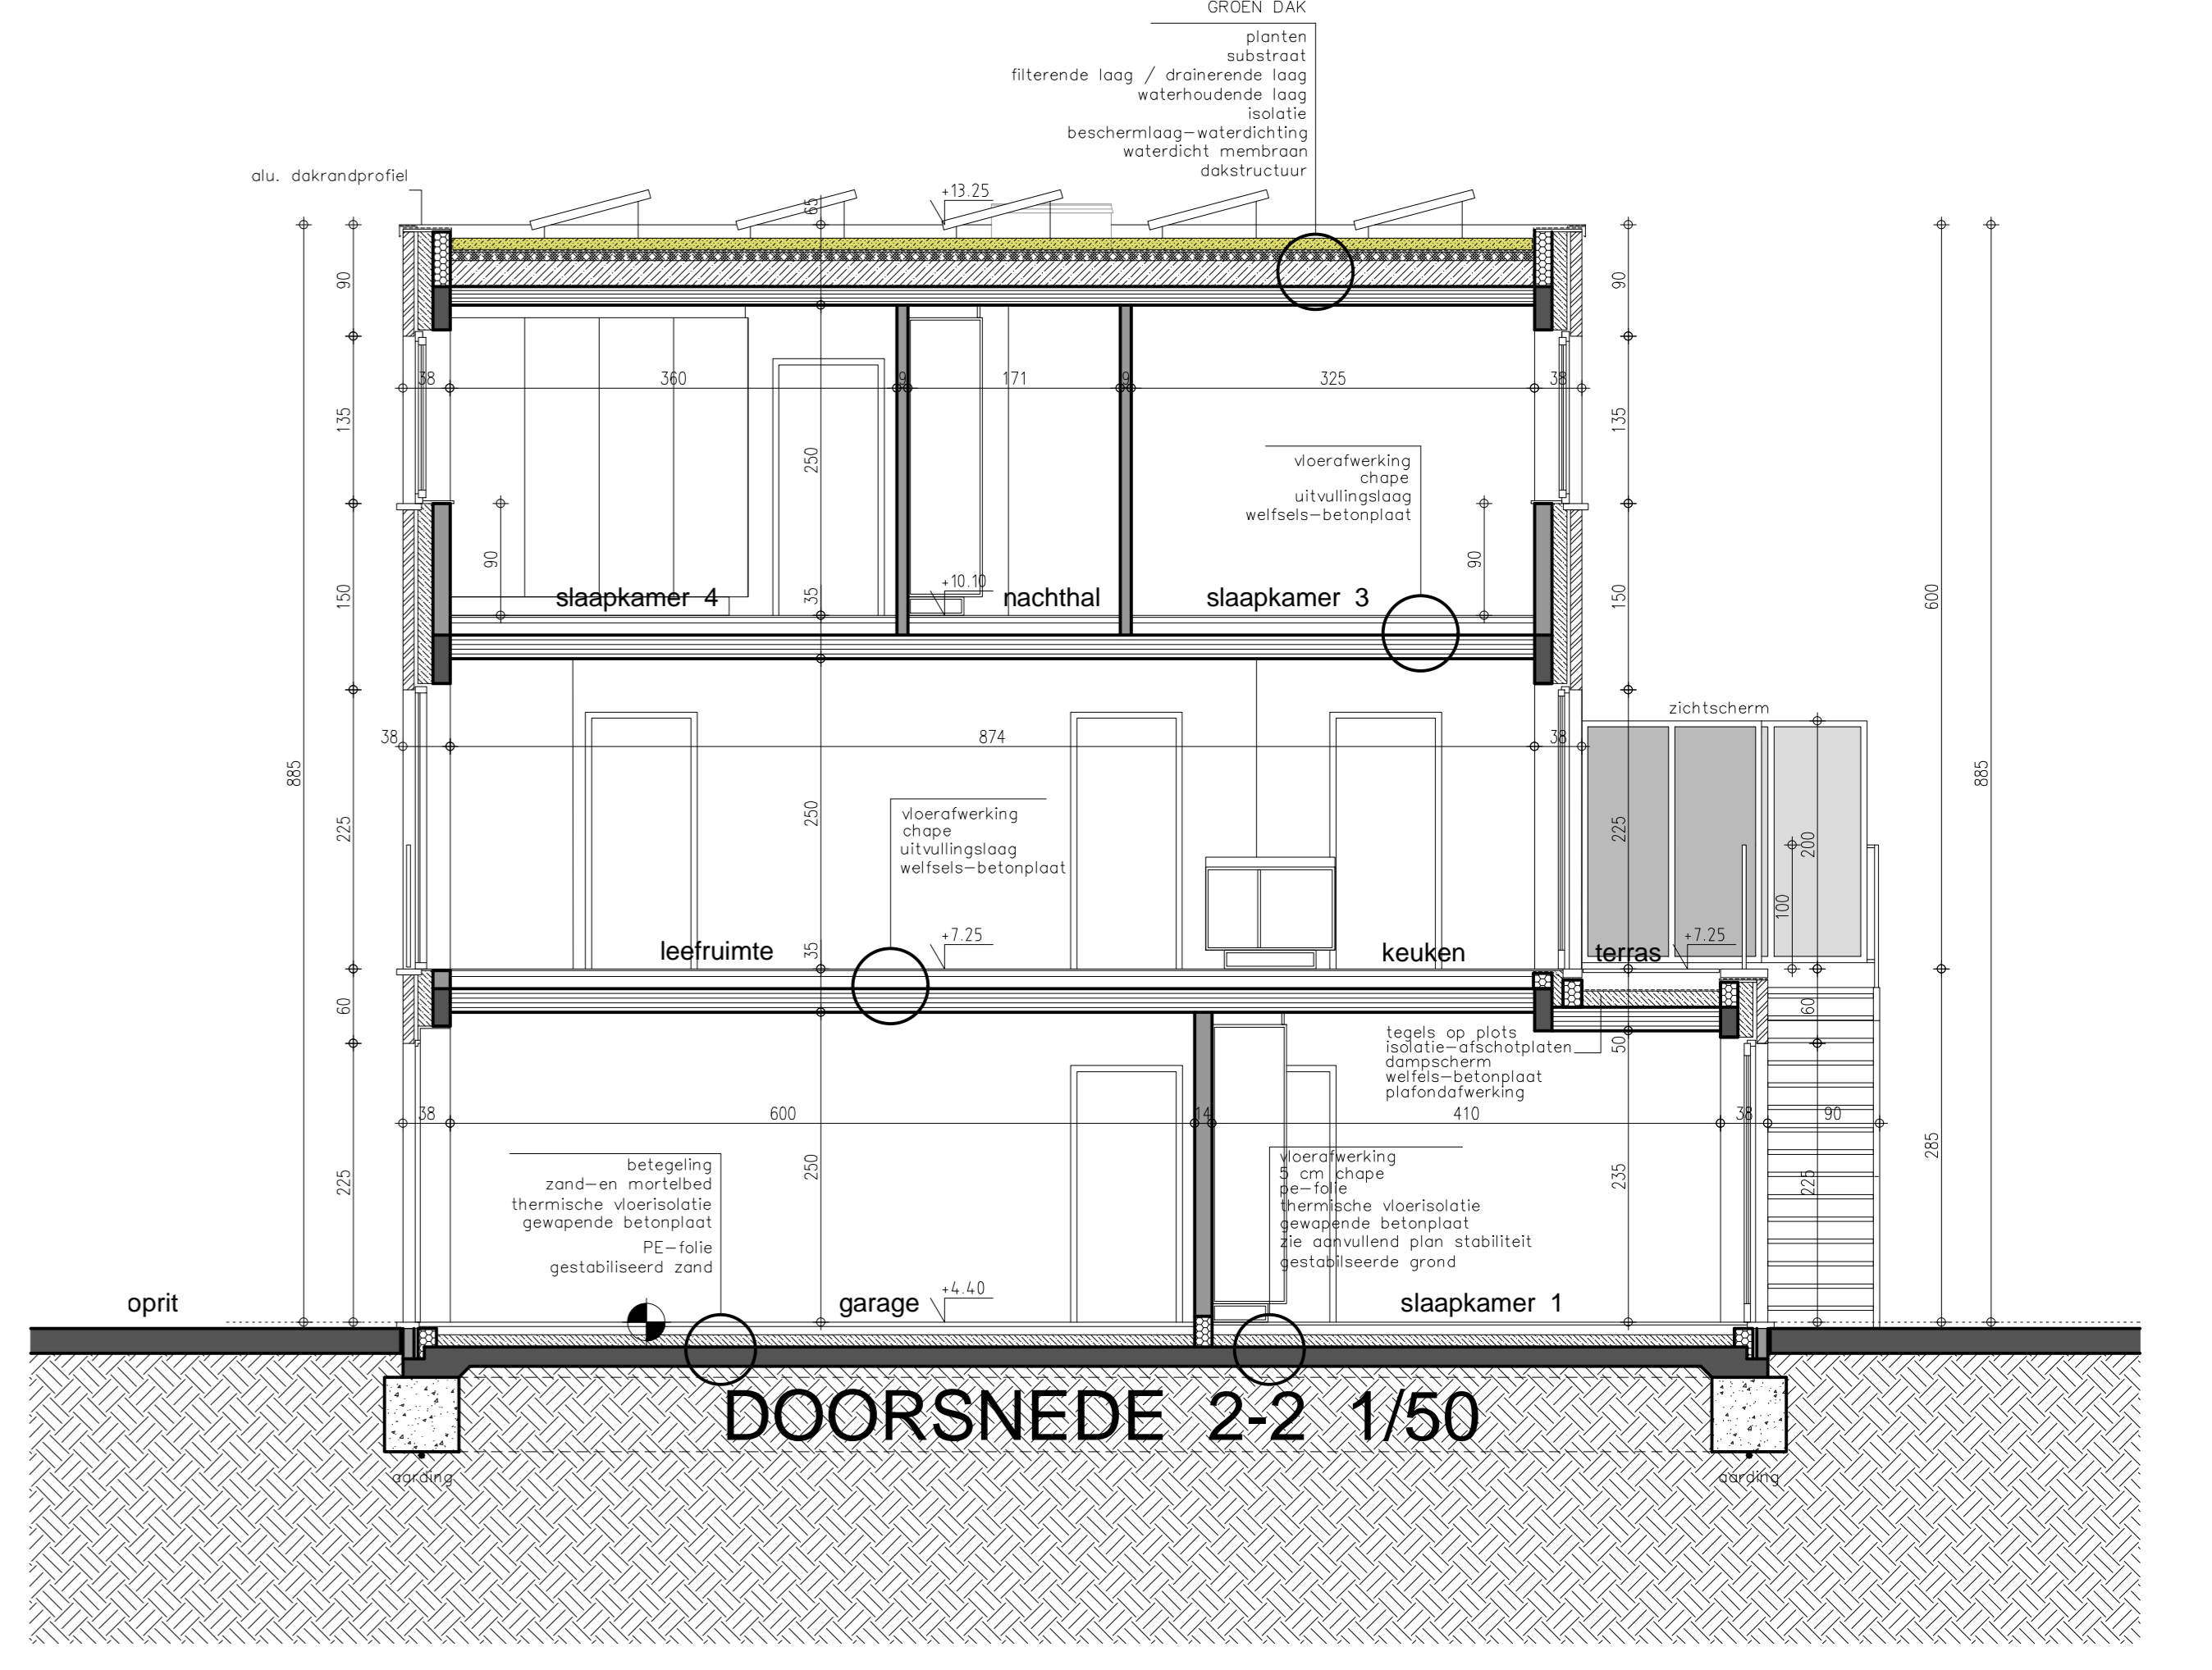 GROEN DAK
planten
substraat
filterende laag / drainerende laag
waterhoudende laag
isolatie
beschermlaag-waterdichting
waterdicht membraan
dakstructuur
alu. dakrandprofiel
+13.25
65
90
90
38
360
9
171
9
325
38
135
135
250
vloerafwerking
chape
uitvullingslaag
welfsels-betonplaat
90
90
+10.10
150
35
150
600
slaapkamer 4
nachthal
slaapkamer 3
zichtscherm
38
874
38
885
885
225
250
225
200
vloerafwerking
chape
uitvullingslaag
welfsels-betonplaat
100
+7.25
+7.25
leefruimte
35
keuken
terras
60
60
tegels op plots
isolatie-afschotplaten
dampscherm
welfels-betonplaat
plafondafwerking
50
38
600
14
410
38
90
285
225
250
235
225
betegeling
zand-en mortelbed
thermische vloerisolatie
gewapende betonplaat
PE-folie
gestabiliseerd zand
vloerafwerking
5 cm chape
pe-folie
thermische vloerisolatie
gewapende betonplaat
zie aanvullend plan stabiliteit
gestabilseerde grond
+4.40
oprit
garage
slaapkamer 1
DOORSNEDE 2-2 1/50
aarding
aarding